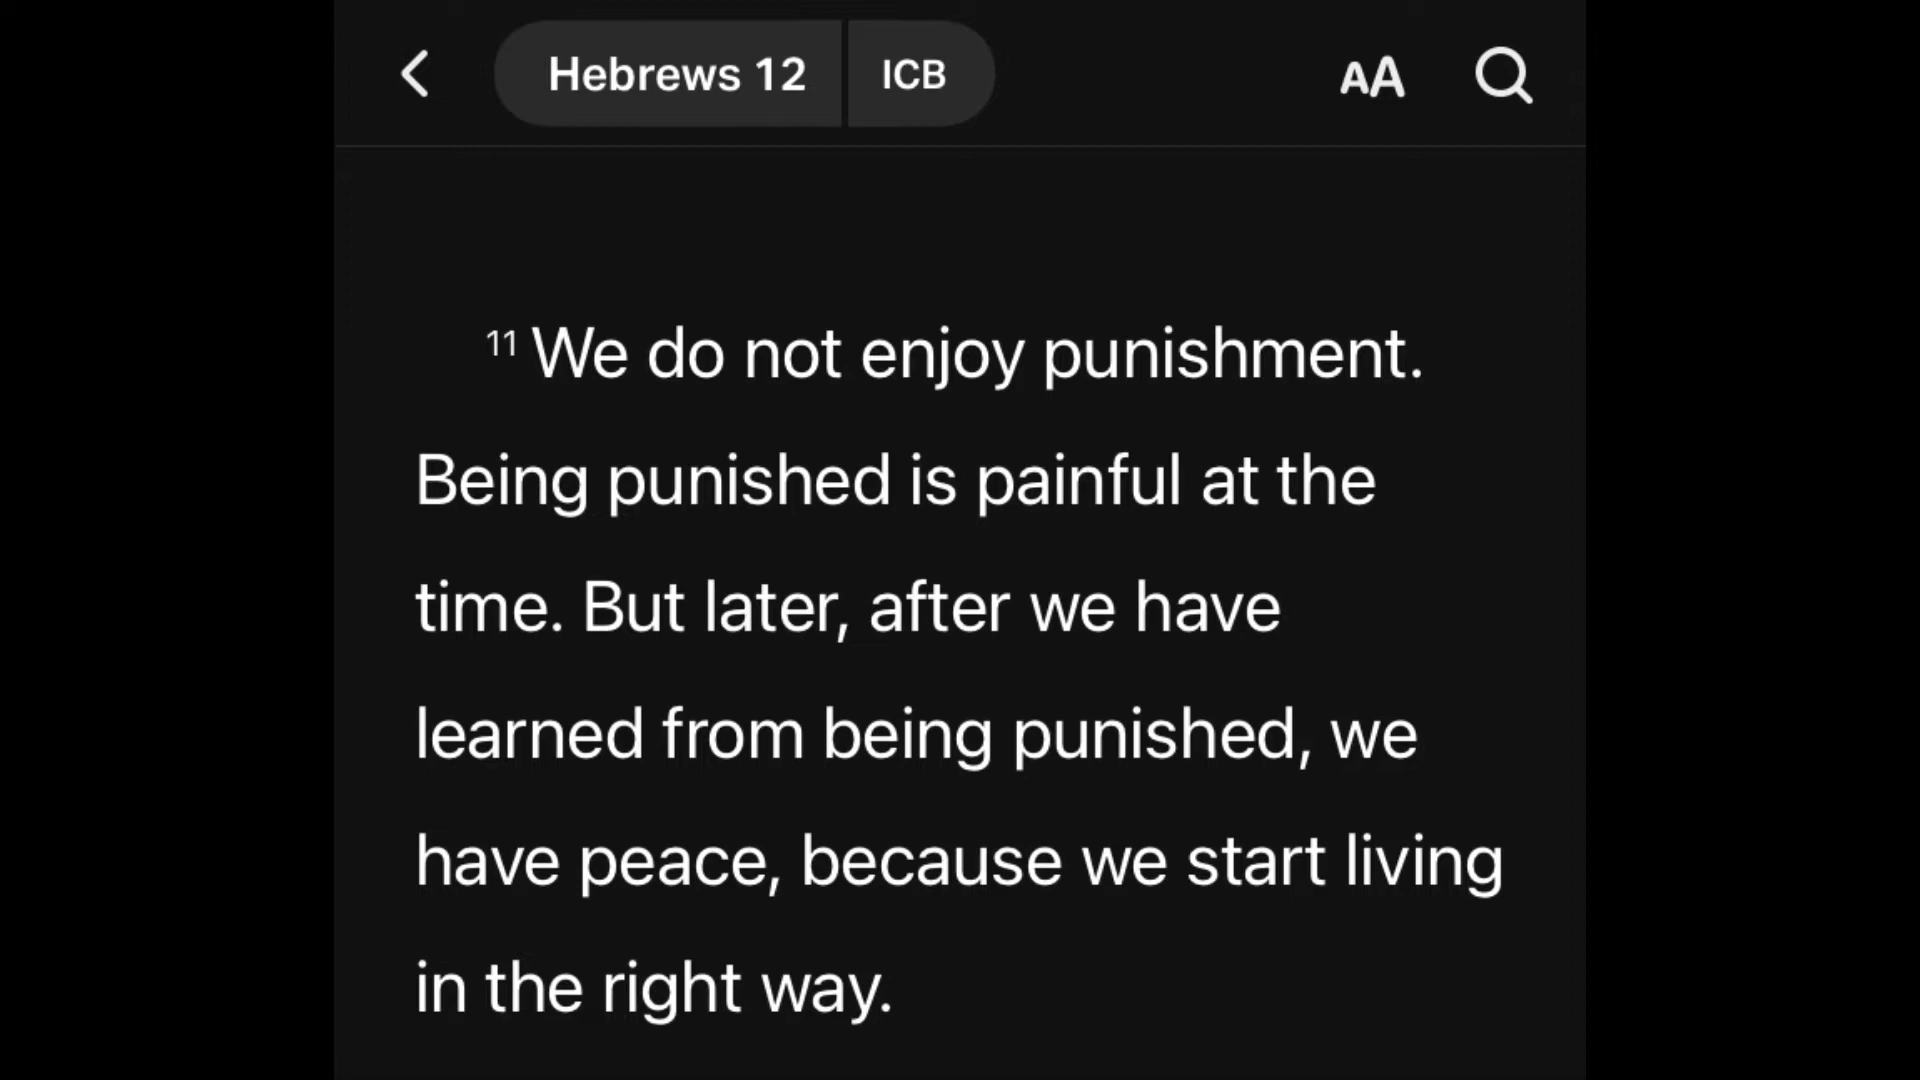 Hebrews 12 ICB AA
11 We do not enjoy punishment.
Being punished is painful at the
time. But later, after we have
learned from being punished, we
have peace, because we start living
in the right way.